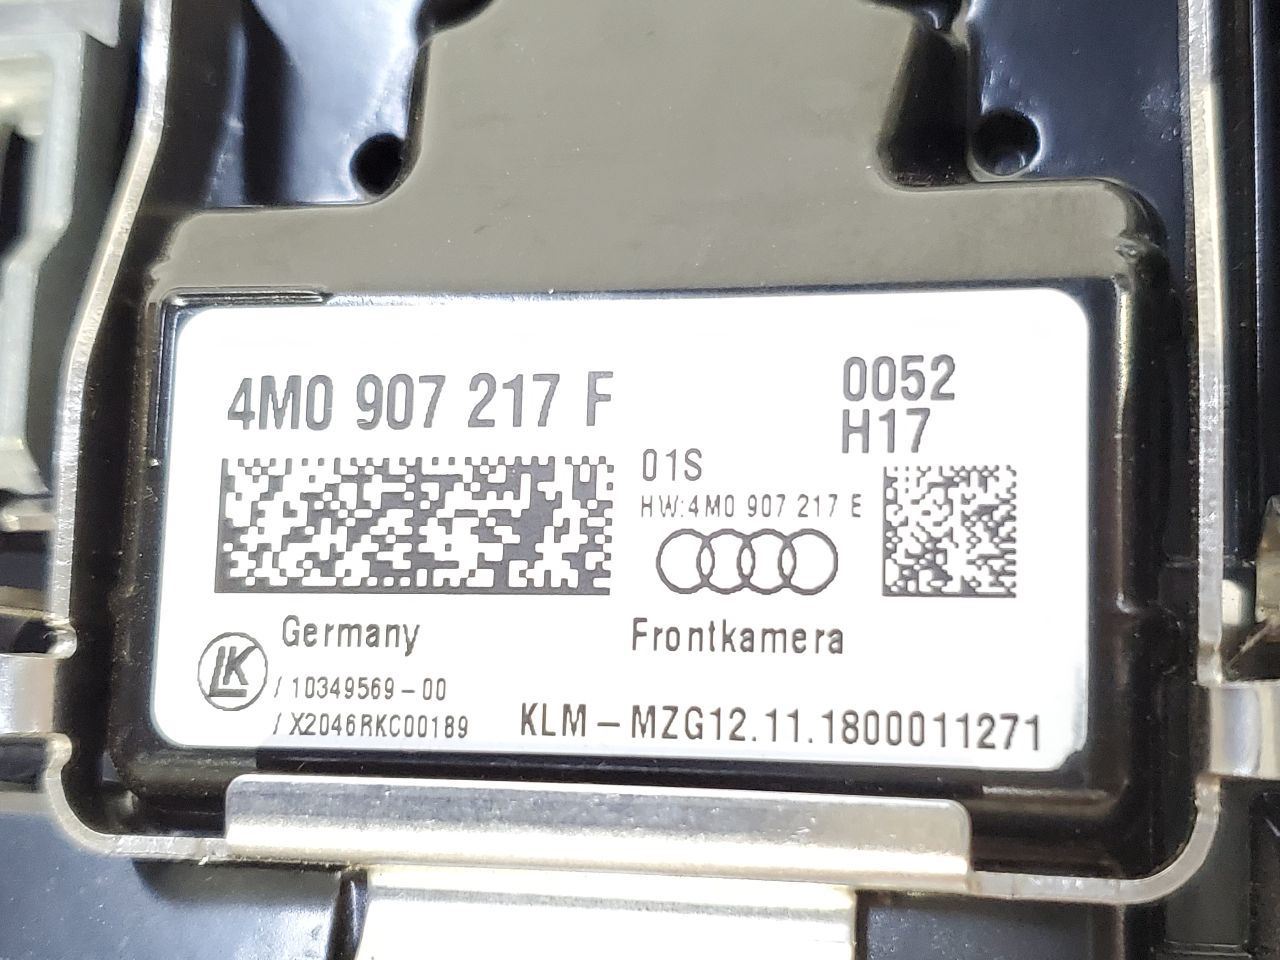 4M0 907 217 F
0052
H17
01S
HW:4M0 907 217 E
Germany
Frontkamera
LK
/10349569-00
/X2046RKC00189
KLM-MZG12.11.1800011271